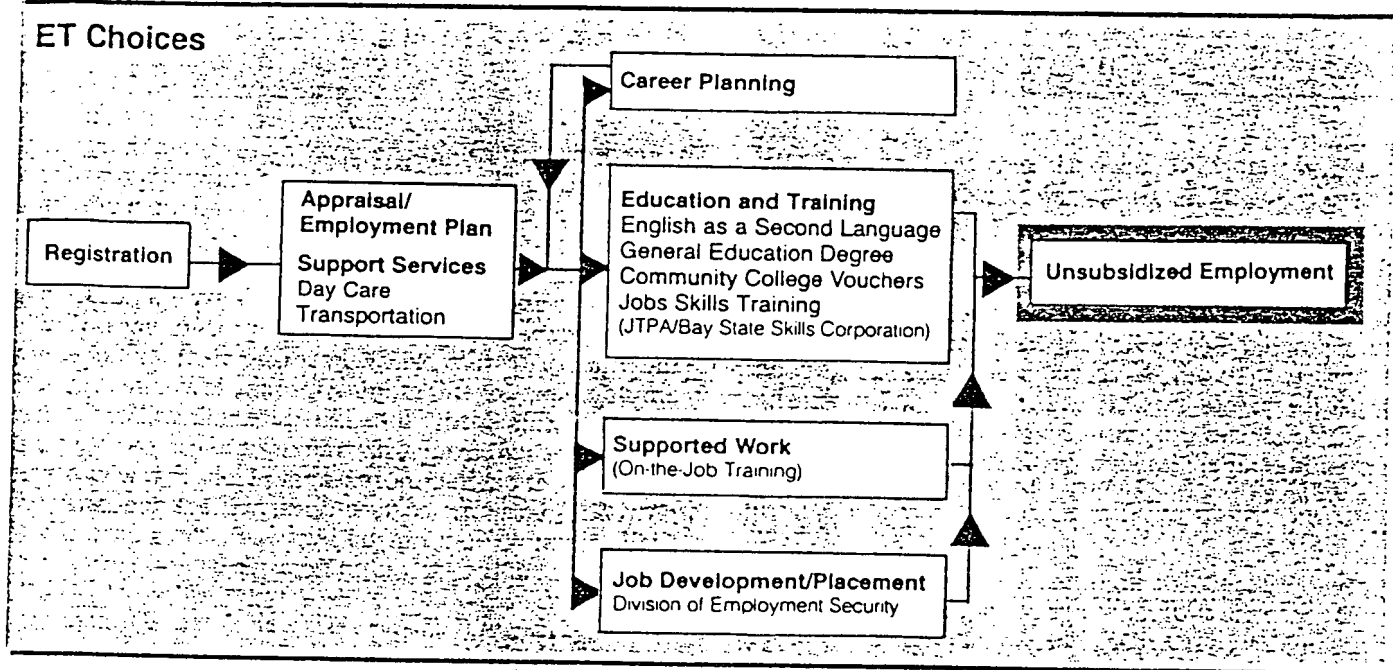 ET Choices
Registration
Appraisal/
Employment Plan
Support Services
Day Care
Transportation
Career Planning
Education and Training
English as a Second Language
General Education Degree
Community College Vouchers
Jobs Skills Training
(JTPA/Bay State Skills Corporation)
Supported Work
(On-the-Job Training)
Job Development/Placement
Division of Employment Security
Unsubsidized Employment